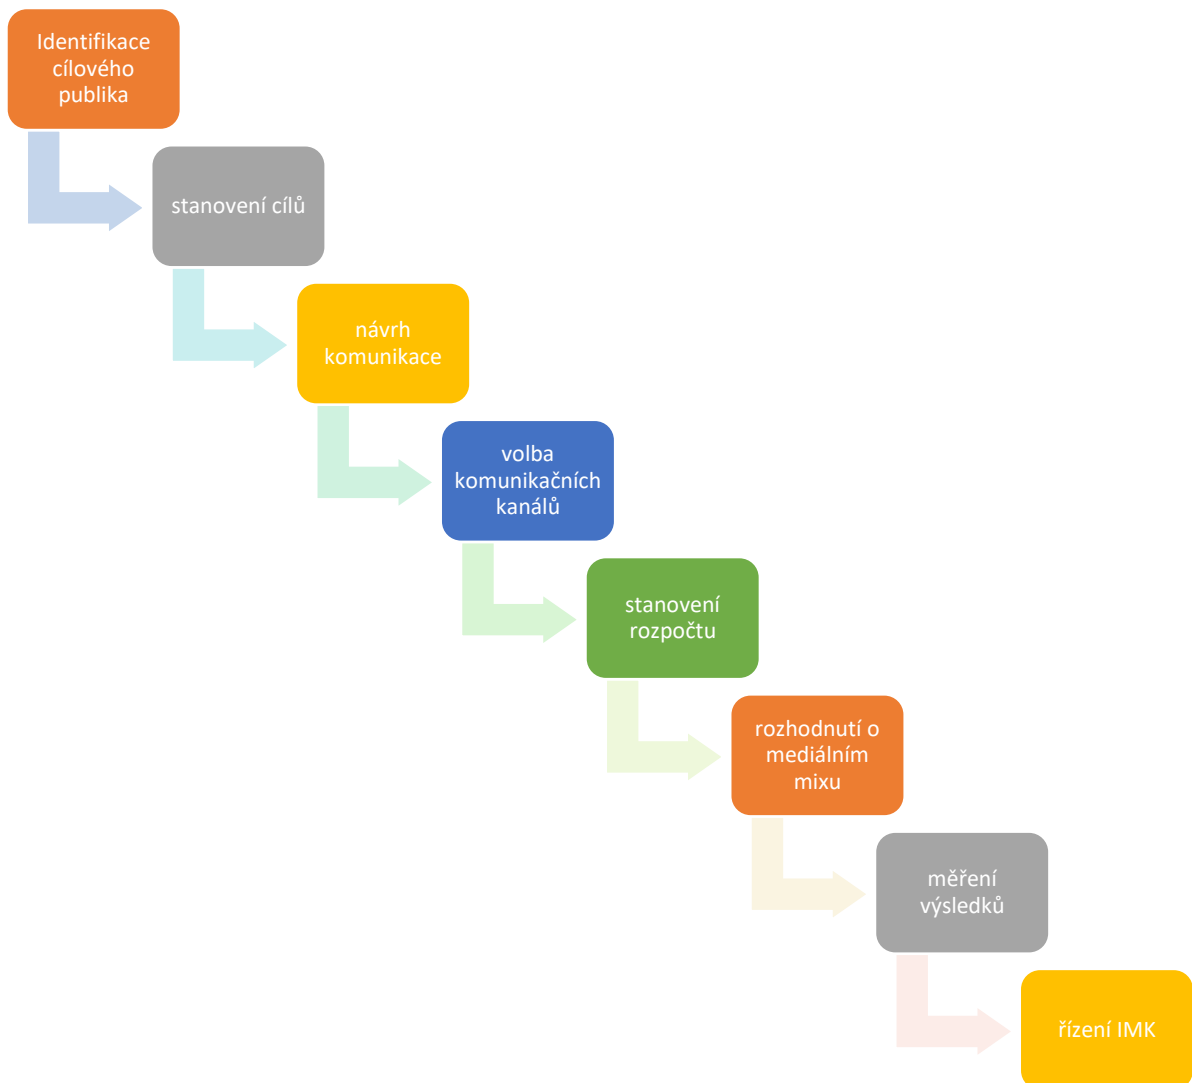 Identifikace
cílového
publika
stanovení cílů
návrh
komunikace
volba
komunikačních
kanálů
stanovení
rozpočtu
rozhodnutí o
mediálním
mixu
měření
výsledků
řízení IMK